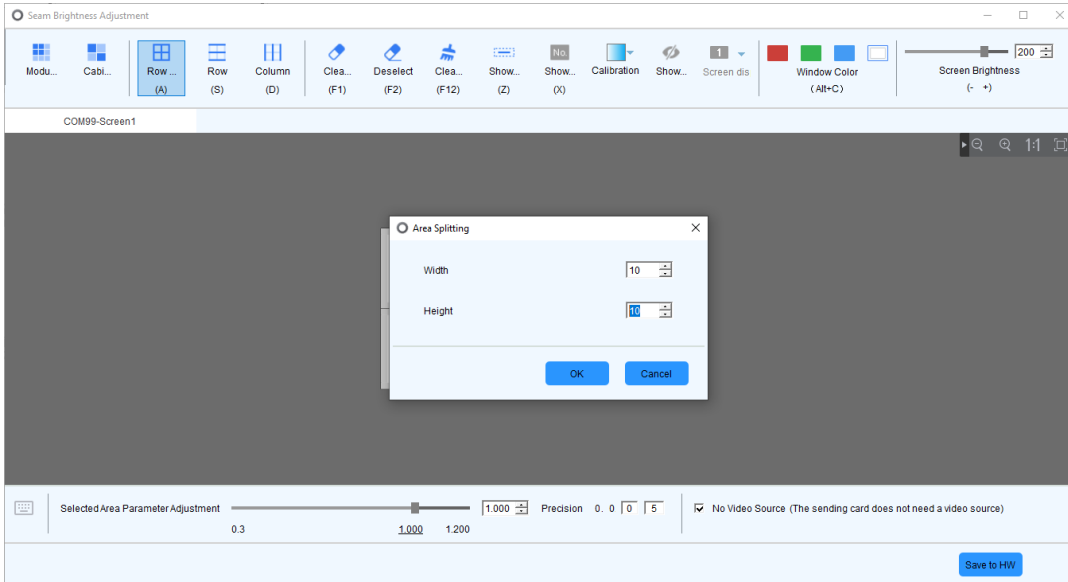 Seam Brightness Adjustment
Modu... Cabi... Row ... Row Column Clea... Deselect Clea... Show... No. Show... Calibration Show... 1 Screen dis Window Color Screen Brightness 200
(A) (S) (D) (F1) (F2) (F12) (Z) (X) (Alt+C) (- +)
COM99-Screen1
1:1
Area Splitting
Width 10
Height 10
OK Cancel
Selected Area Parameter Adjustment 1.000 Precision 0. 0 0 5 No Video Source (The sending card does not need a video source)
0.3 1.000 1.200
Save to HW